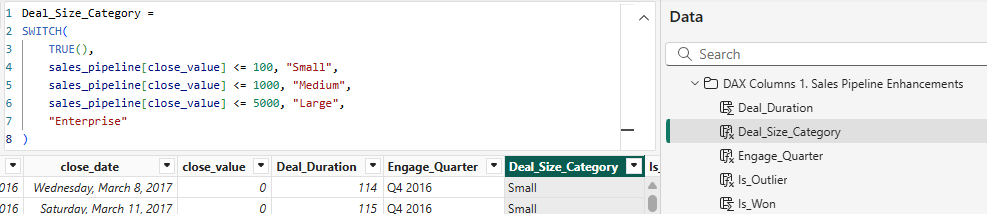 1 Deal_Size_Category =
2 SWITCH(
3 TRUE(),
4 sales_pipeline[close_value] <= 100, "Small",
5 sales_pipeline[close_value] <= 1000, "Medium",
6 sales_pipeline[close_value] <= 5000, "Large",
7 "Enterprise"
8 )
close_date close_value Deal_Duration Engage_Quarter Deal_Size_Category Is_
016 Wednesday, March 8, 2017 0 114 Q4 2016 Small
016 Saturday, March 11, 2017 0 115 Q4 2016 Small
Data
Search
DAX Columns 1. Sales Pipeline Enhancements
Deal_Duration
Deal_Size_Category
Engage_Quarter
Is_Outlier
Is_Won